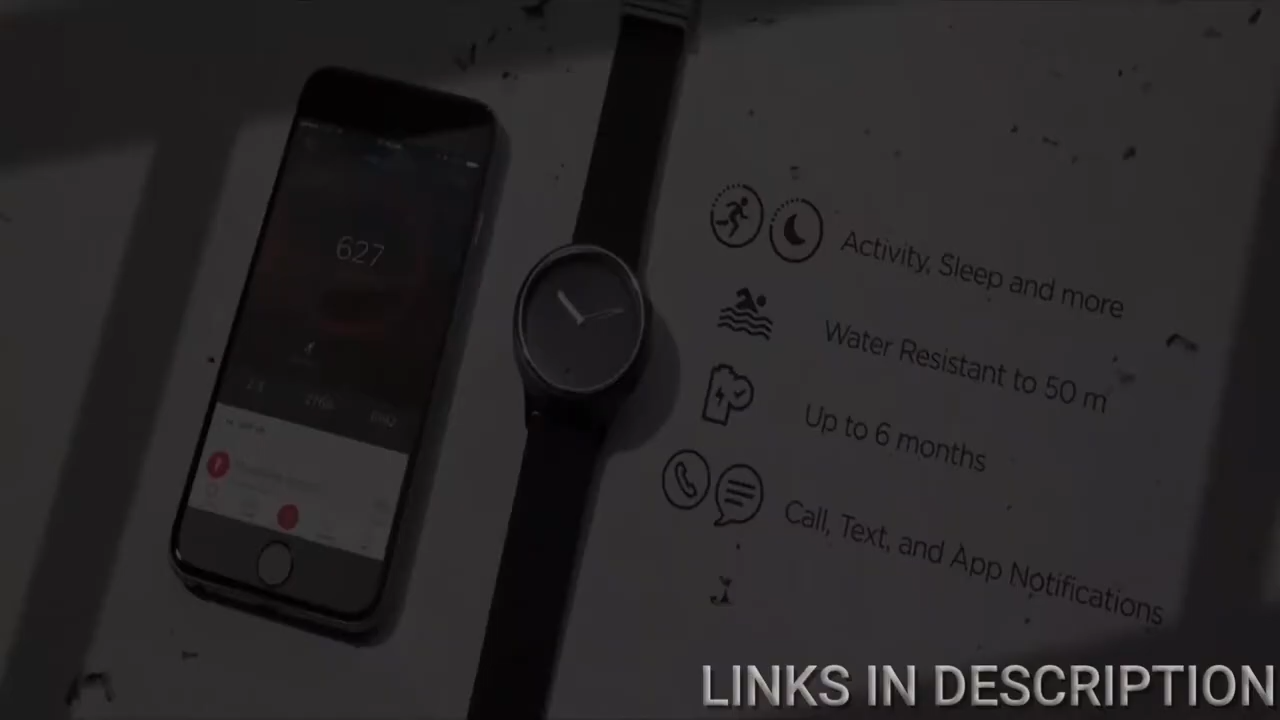 627
Activity, Sleep and more
Water Resistant to 50 m
Up to 6 months
Call, Text, and App Notifications
LINKS IN DESCRIPTION